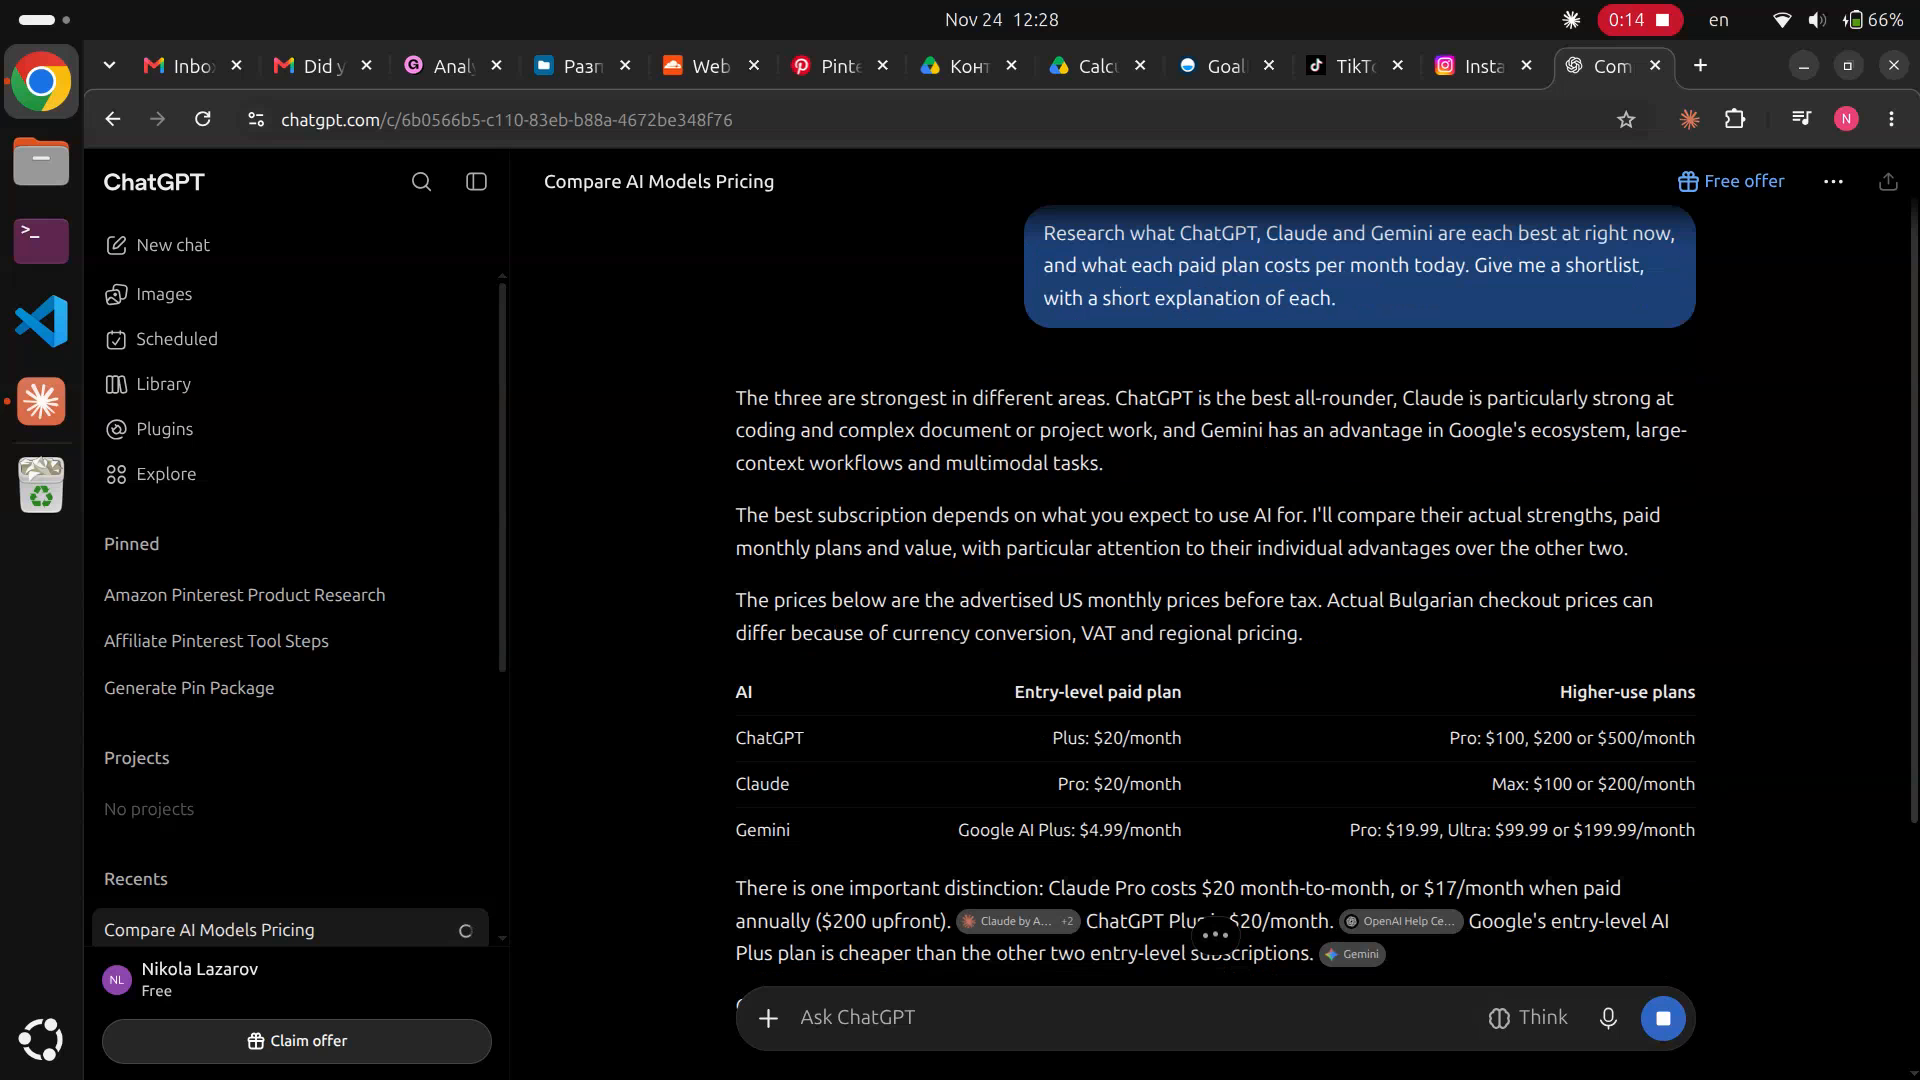 Nov 24 12:28
0:14
en
66%
Inbo
Did y
Anal
Разп
Web
Pinte
Конт
Calcu
Goal
TikTo
Insta
Com
chatgpt.com/c/6b0566b5-c110-83eb-b88a-4672be348f76
N
ChatGPT
Compare AI Models Pricing
Free offer
New chat
Images
Scheduled
Library
Plugins
Explore
Pinned
Amazon Pinterest Product Research
Affiliate Pinterest Tool Steps
Generate Pin Package
Projects
No projects
Recents
Compare AI Models Pricing
NL
Nikola Lazarov
Free
Claim offer
Research what ChatGPT, Claude and Gemini are each best at right now,
and what each paid plan costs per month today. Give me a shortlist,
with a short explanation of each.
The three are strongest in different areas. ChatGPT is the best all-rounder, Claude is particularly strong at
coding and complex document or project work, and Gemini has an advantage in Google's ecosystem, large-
context workflows and multimodal tasks.
The best subscription depends on what you expect to use AI for. I'll compare their actual strengths, paid
monthly plans and value, with particular attention to their individual advantages over the other two.
The prices below are the advertised US monthly prices before tax. Actual Bulgarian checkout prices can
differ because of currency conversion, VAT and regional pricing.
AI Entry-level paid plan Higher-use plans
ChatGPT Plus: $20/month Pro: $100, $200 or $500/month
Claude Pro: $20/month Max: $100 or $200/month
Gemini Google AI Plus: $4.99/month Pro: $19.99, Ultra: $99.99 or $199.99/month
There is one important distinction: Claude Pro costs $20 month-to-month, or $17/month when paid
annually ($200 upfront). Claude by A... +2 ChatGPT Plus $20/month. OpenAI Help Ce... Google's entry-level AI
Plus plan is cheaper than the other two entry-level subscriptions. Gemini
Ask ChatGPT
Think